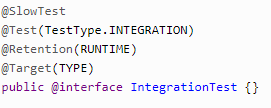 @SlowTest
@Test(TestType.INTEGRATION)
@Retention(RUNTIME)
@Target(TYPE)
public @interface IntegrationTest {}